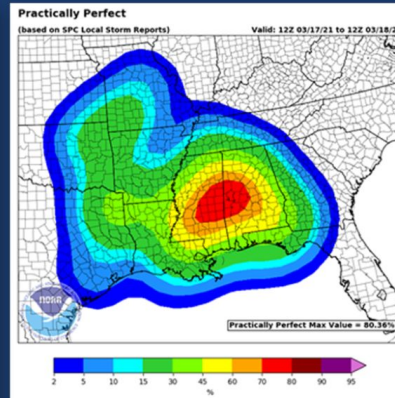 Practically Perfect
(based on SPC Local Storm Reports)
Valid: 12Z 03/17/21 to 12Z 03/18/2
noaa
Practically Perfect Max Value = 80.36%
2 5 10 15 30 45 60 70 80 90 95
%